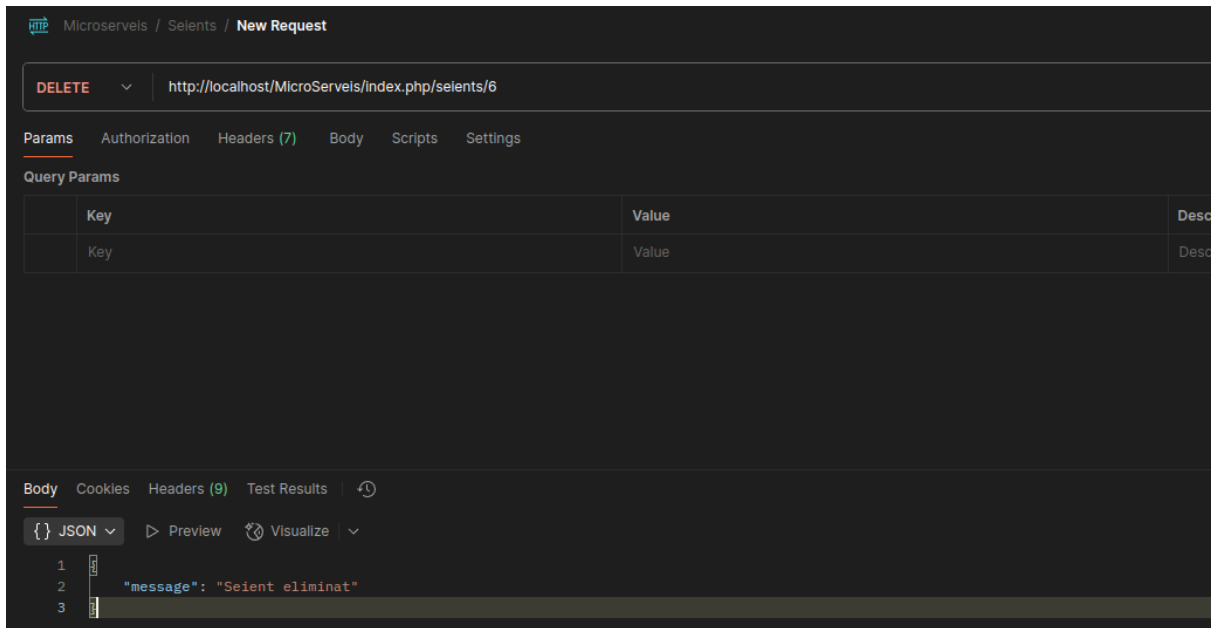 HTTP Microserveis / Seients / New Request
DELETE http://localhost/MicroServeis/index.php/seients/6
Params Authorization Headers (7) Body Scripts Settings
Query Params
Key Value Desc
Key Value Desc
Body Cookies Headers (9) Test Results
{} JSON Preview Visualize
1 {
2 "message": "Seient eliminat"
3 }